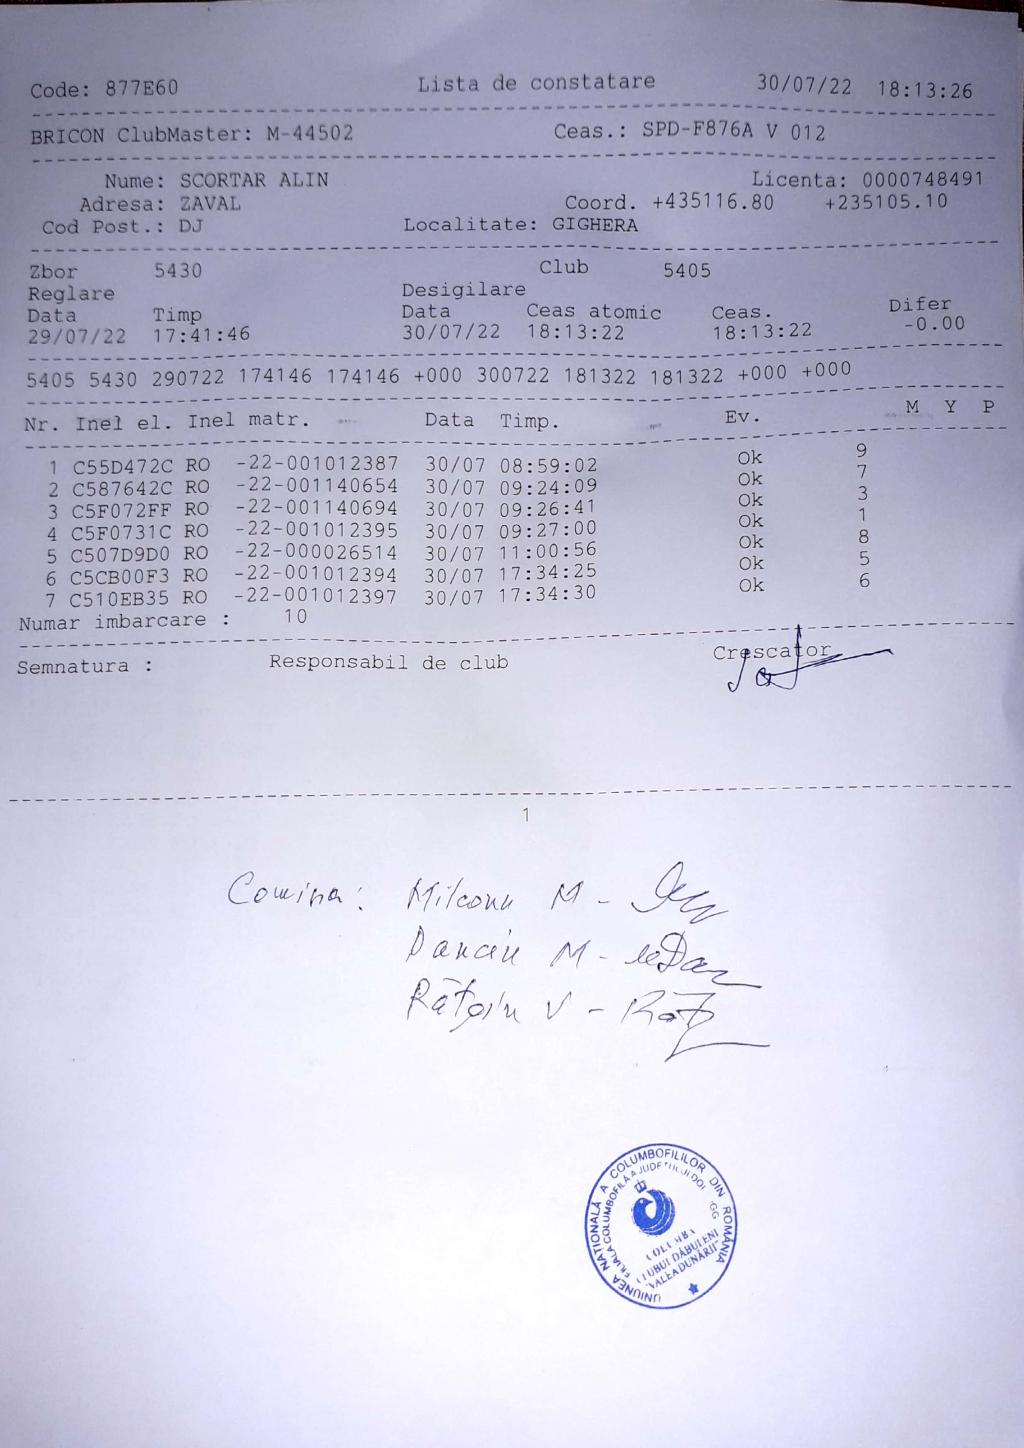 Code: 877E60 Lista de constatare 30/07/22 18:13:26
BRICON ClubMaster: M-44502 Ceas.: SPD-F876A V 012
Nume: SCORTAR ALIN Licenta: 0000748491
Adresa: ZAVAL Coord. +435116.80 +235105.10
Cod Post.: DJ Localitate: GIGHERA
Zbor 5430 Club 5405
Reglare Desigilare
Data Timp Data Ceas atomic Ceas. Difer
29/07/22 17:41:46 30/07/22 18:13:22 18:13:22 -0.00
5405 5430 290722 174146 174146 +000 300722 181322 181322 +000 +000
Nr. Inel el. Inel matr. Data Timp. Ev. M Y P
1 C55D472C RO -22-001012387 30/07 08:59:02 Ok 9
2 C587642C RO -22-001140654 30/07 09:24:09 Ok 7
3 C5F072FF RO -22-001140694 30/07 09:26:41 Ok 3
4 C5F0731C RO -22-001012395 30/07 09:27:00 Ok 1
5 C507D9D0 RO -22-000026514 30/07 11:00:56 Ok 8
6 C5CB00F3 RO -22-001012394 30/07 17:34:25 Ok 5
7 C510EB35 RO -22-001012397 30/07 17:34:30 Ok 6
Numar imbarcare : 10
Semnatura : Responsabil de club Crescator
1
M -
M -
V -
UNIUNEA NAȚIONALĂ A COLUMBOFILILOR DIN ROMÂNIA
FILIALA COLUMBOFILĂ A JUDEȚULUI DOLJ
COLUMBA
CLUBUL DĂBULENI
"VALEA DUNĂRII"